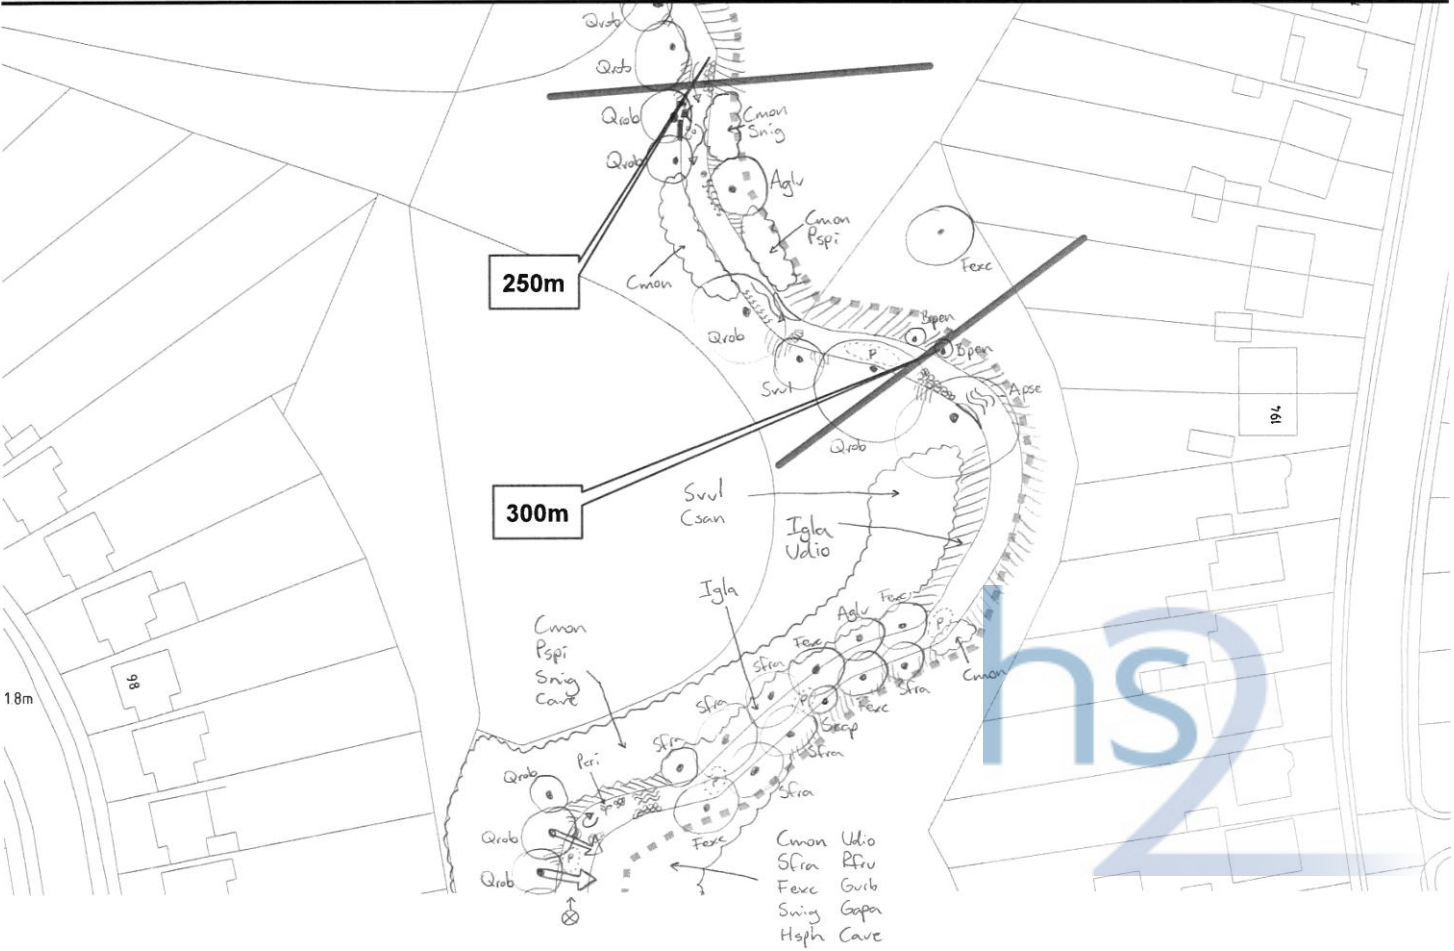 Qrob
Qrob
Qrob
Cmon
Snig
Qrob
Aglu
Cmon
Pspi
Fexc
250m
Cmon
Bpen
Qrob
P
Bpen
Svul
Apse
194
Qrob
Svul
Csan
300m
Igla
Udio
Igla
Fexc
Aglu
P
Cmon
Pspi
Snig
Cave
Fexc
Sfra
Sfra
Cmon
98
18m
Sfra
P
Fexc
Scap
Sfra
Sfra
Qrob
Pcri
P
Sfra
Qrob
Fexc
P
Qrob
Cmon Udio
Sfra Rfru
Fexc Gurb
Snig Gapa
Hsph Cave
hs2